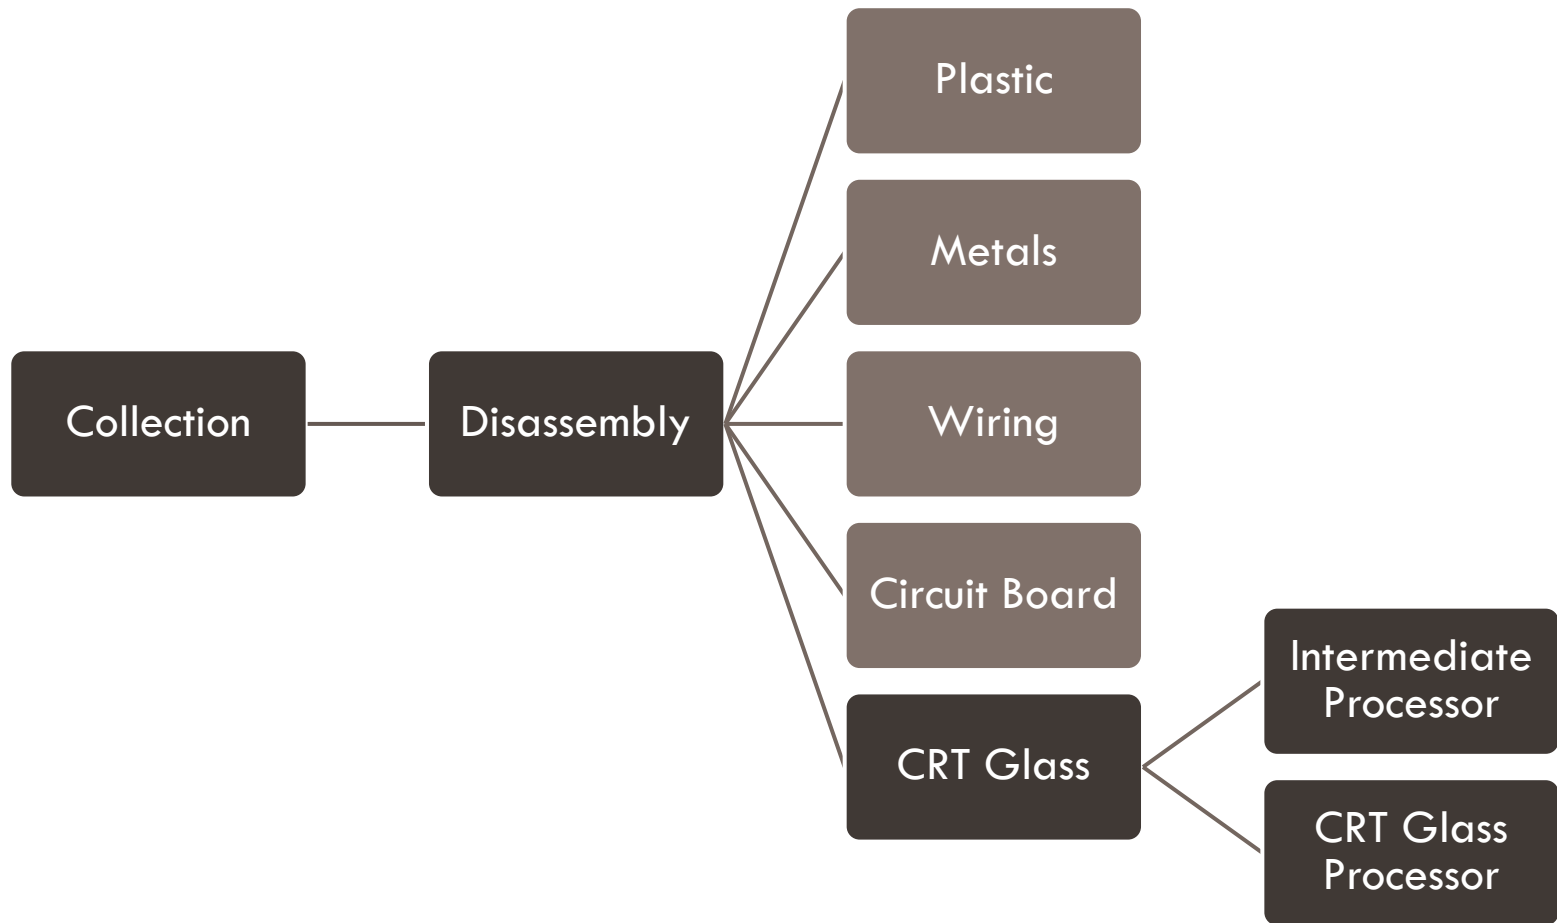 Collection
Disassembly
Plastic
Metals
Wiring
Circuit Board
CRT Glass
Intermediate
Processor
CRT Glass
Processor